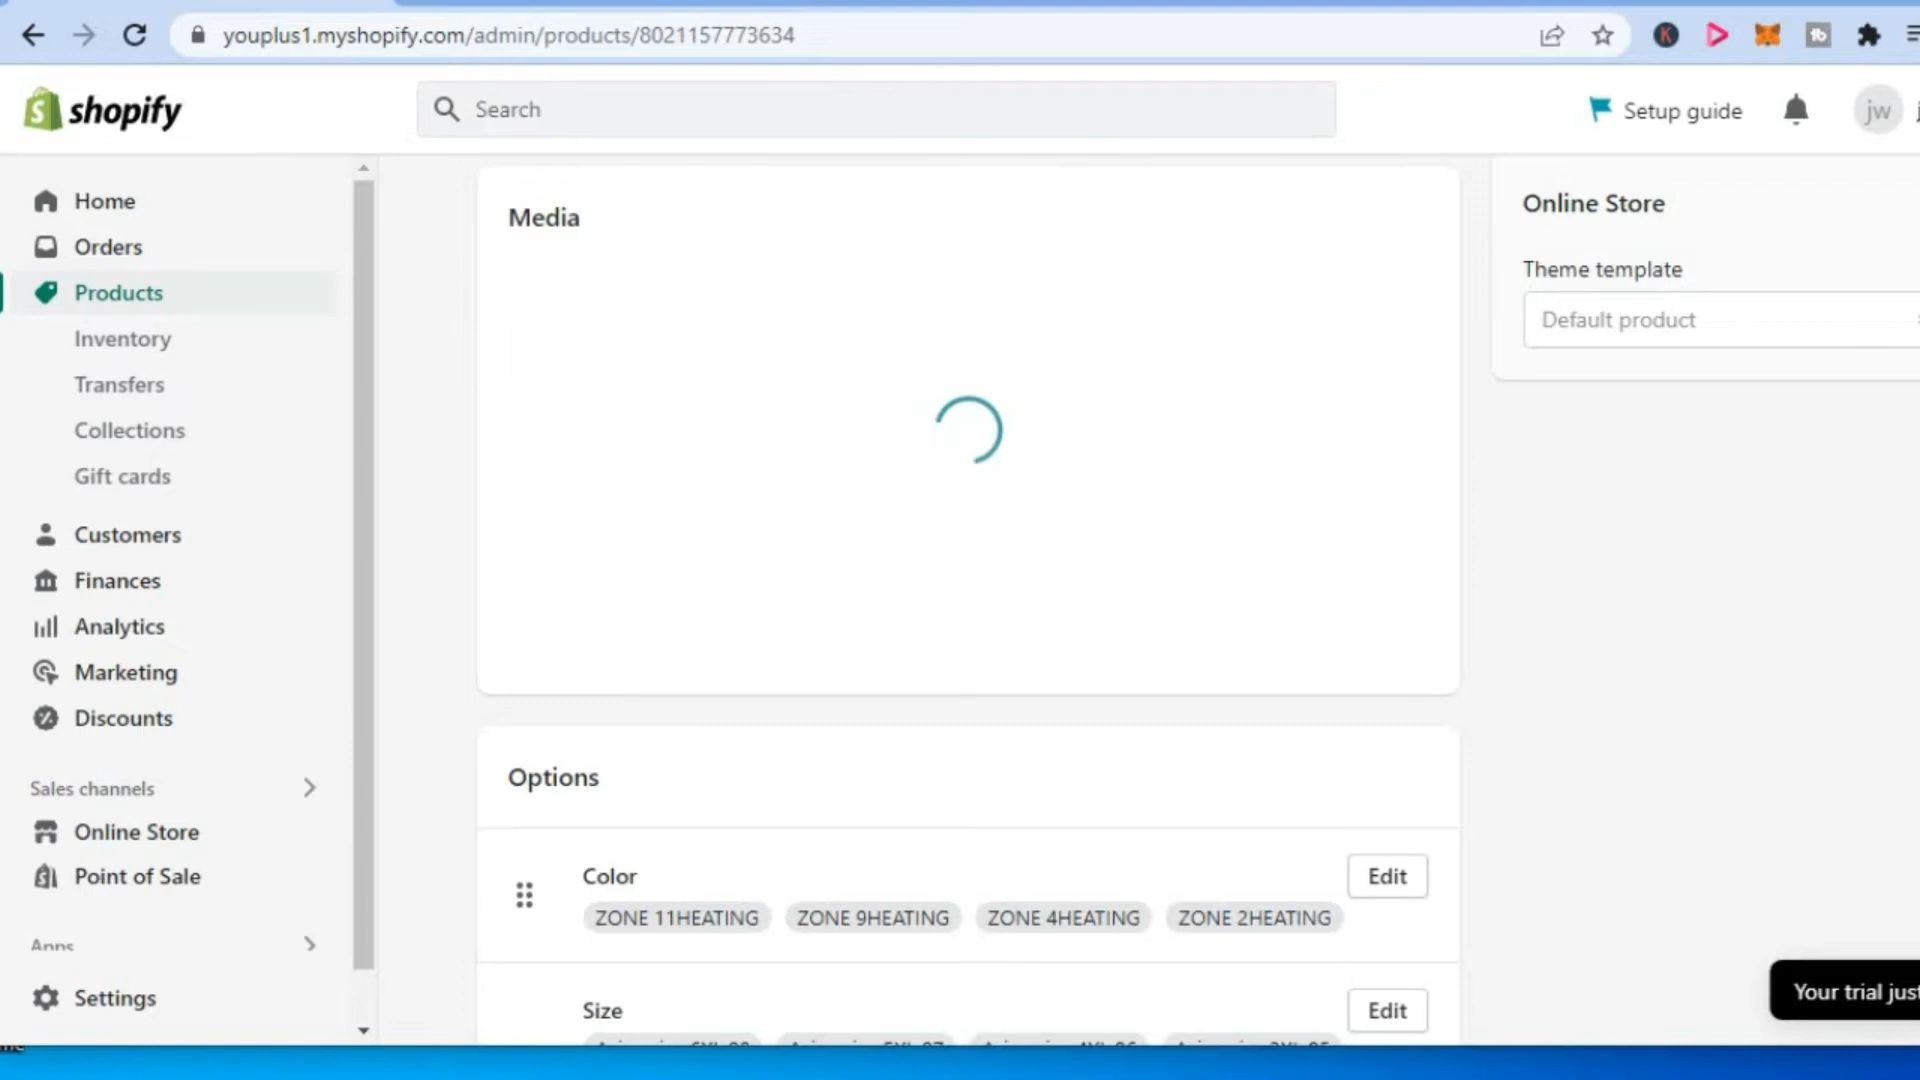 youplus1.myshopify.com/admin/products/8021157773634
shopify
Search
Setup guide
jw
Home
Orders
Products
Inventory
Transfers
Collections
Gift cards
Customers
Finances
Analytics
Marketing
Discounts
Sales channels
Online Store
Point of Sale
Apps
Settings
Media
Options
Color
Edit
ZONE 11HEATING ZONE 9HEATING ZONE 4HEATING ZONE 2HEATING
Size
Edit
Online Store
Theme template
Default product
Your trial just